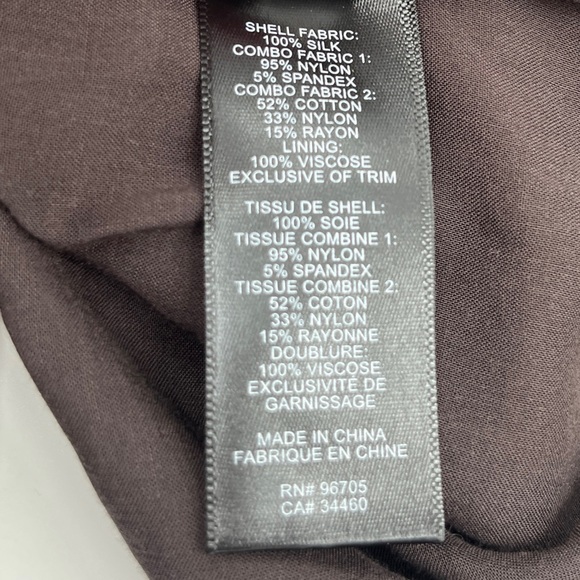 SHELL FABRIC:
100% SILK
COMBO FABRIC 1:
95% NYLON
5% SPANDEX
COMBO FABRIC 2:
52% COTTON
33% NYLON
15% RAYON
LINING:
100% VISCOSE
EXCLUSIVE OF TRIM
TISSU DE SHELL:
100% SOIE
TISSUE COMBINE 1:
95% NYLON
5% SPANDEX
TISSUE COMBINE 2:
52% COTON
33% NYLON
15% RAYONNE
DOUBLURE:
100% VISCOSE
EXCLUSIVITÉ DE
GARNISSAGE
MADE IN CHINA
FABRIQUE EN CHINE
RN# 96705
CA# 34460